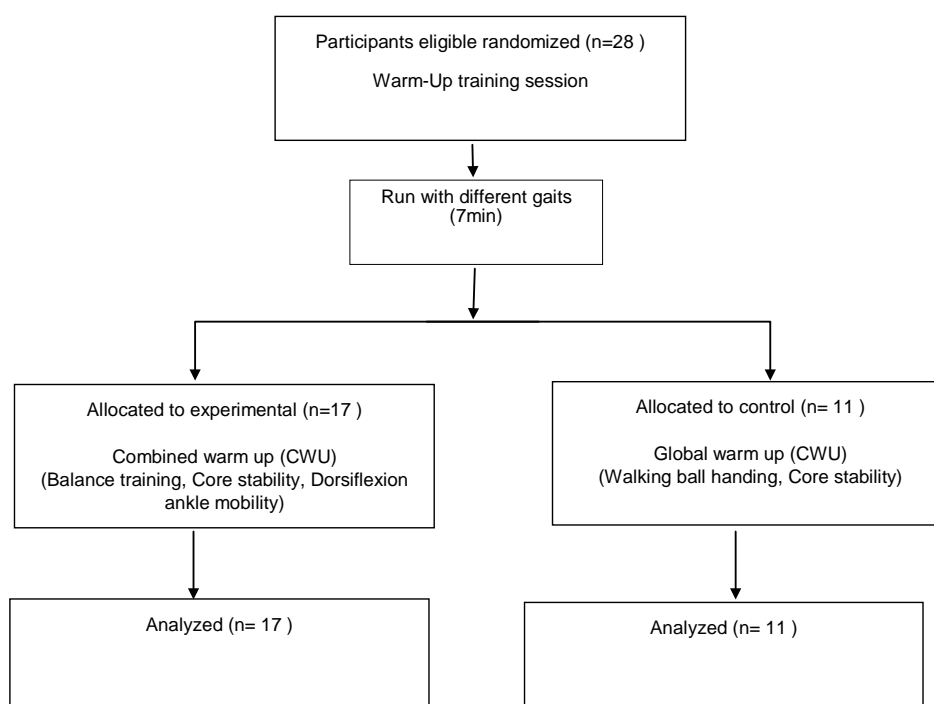 Participants eligible randomized (n=28 )
Warm-Up training session
Run with different gaits
(7min)
Allocated to experimental (n=17 )
Combined warm up (CWU)
(Balance training, Core stability, Dorsiflexion
ankle mobility)
Allocated to control (n= 11 )
Global warm up (CWU)
(Walking ball handing, Core stability)
Analyzed (n= 17 )
Analyzed (n= 11 )